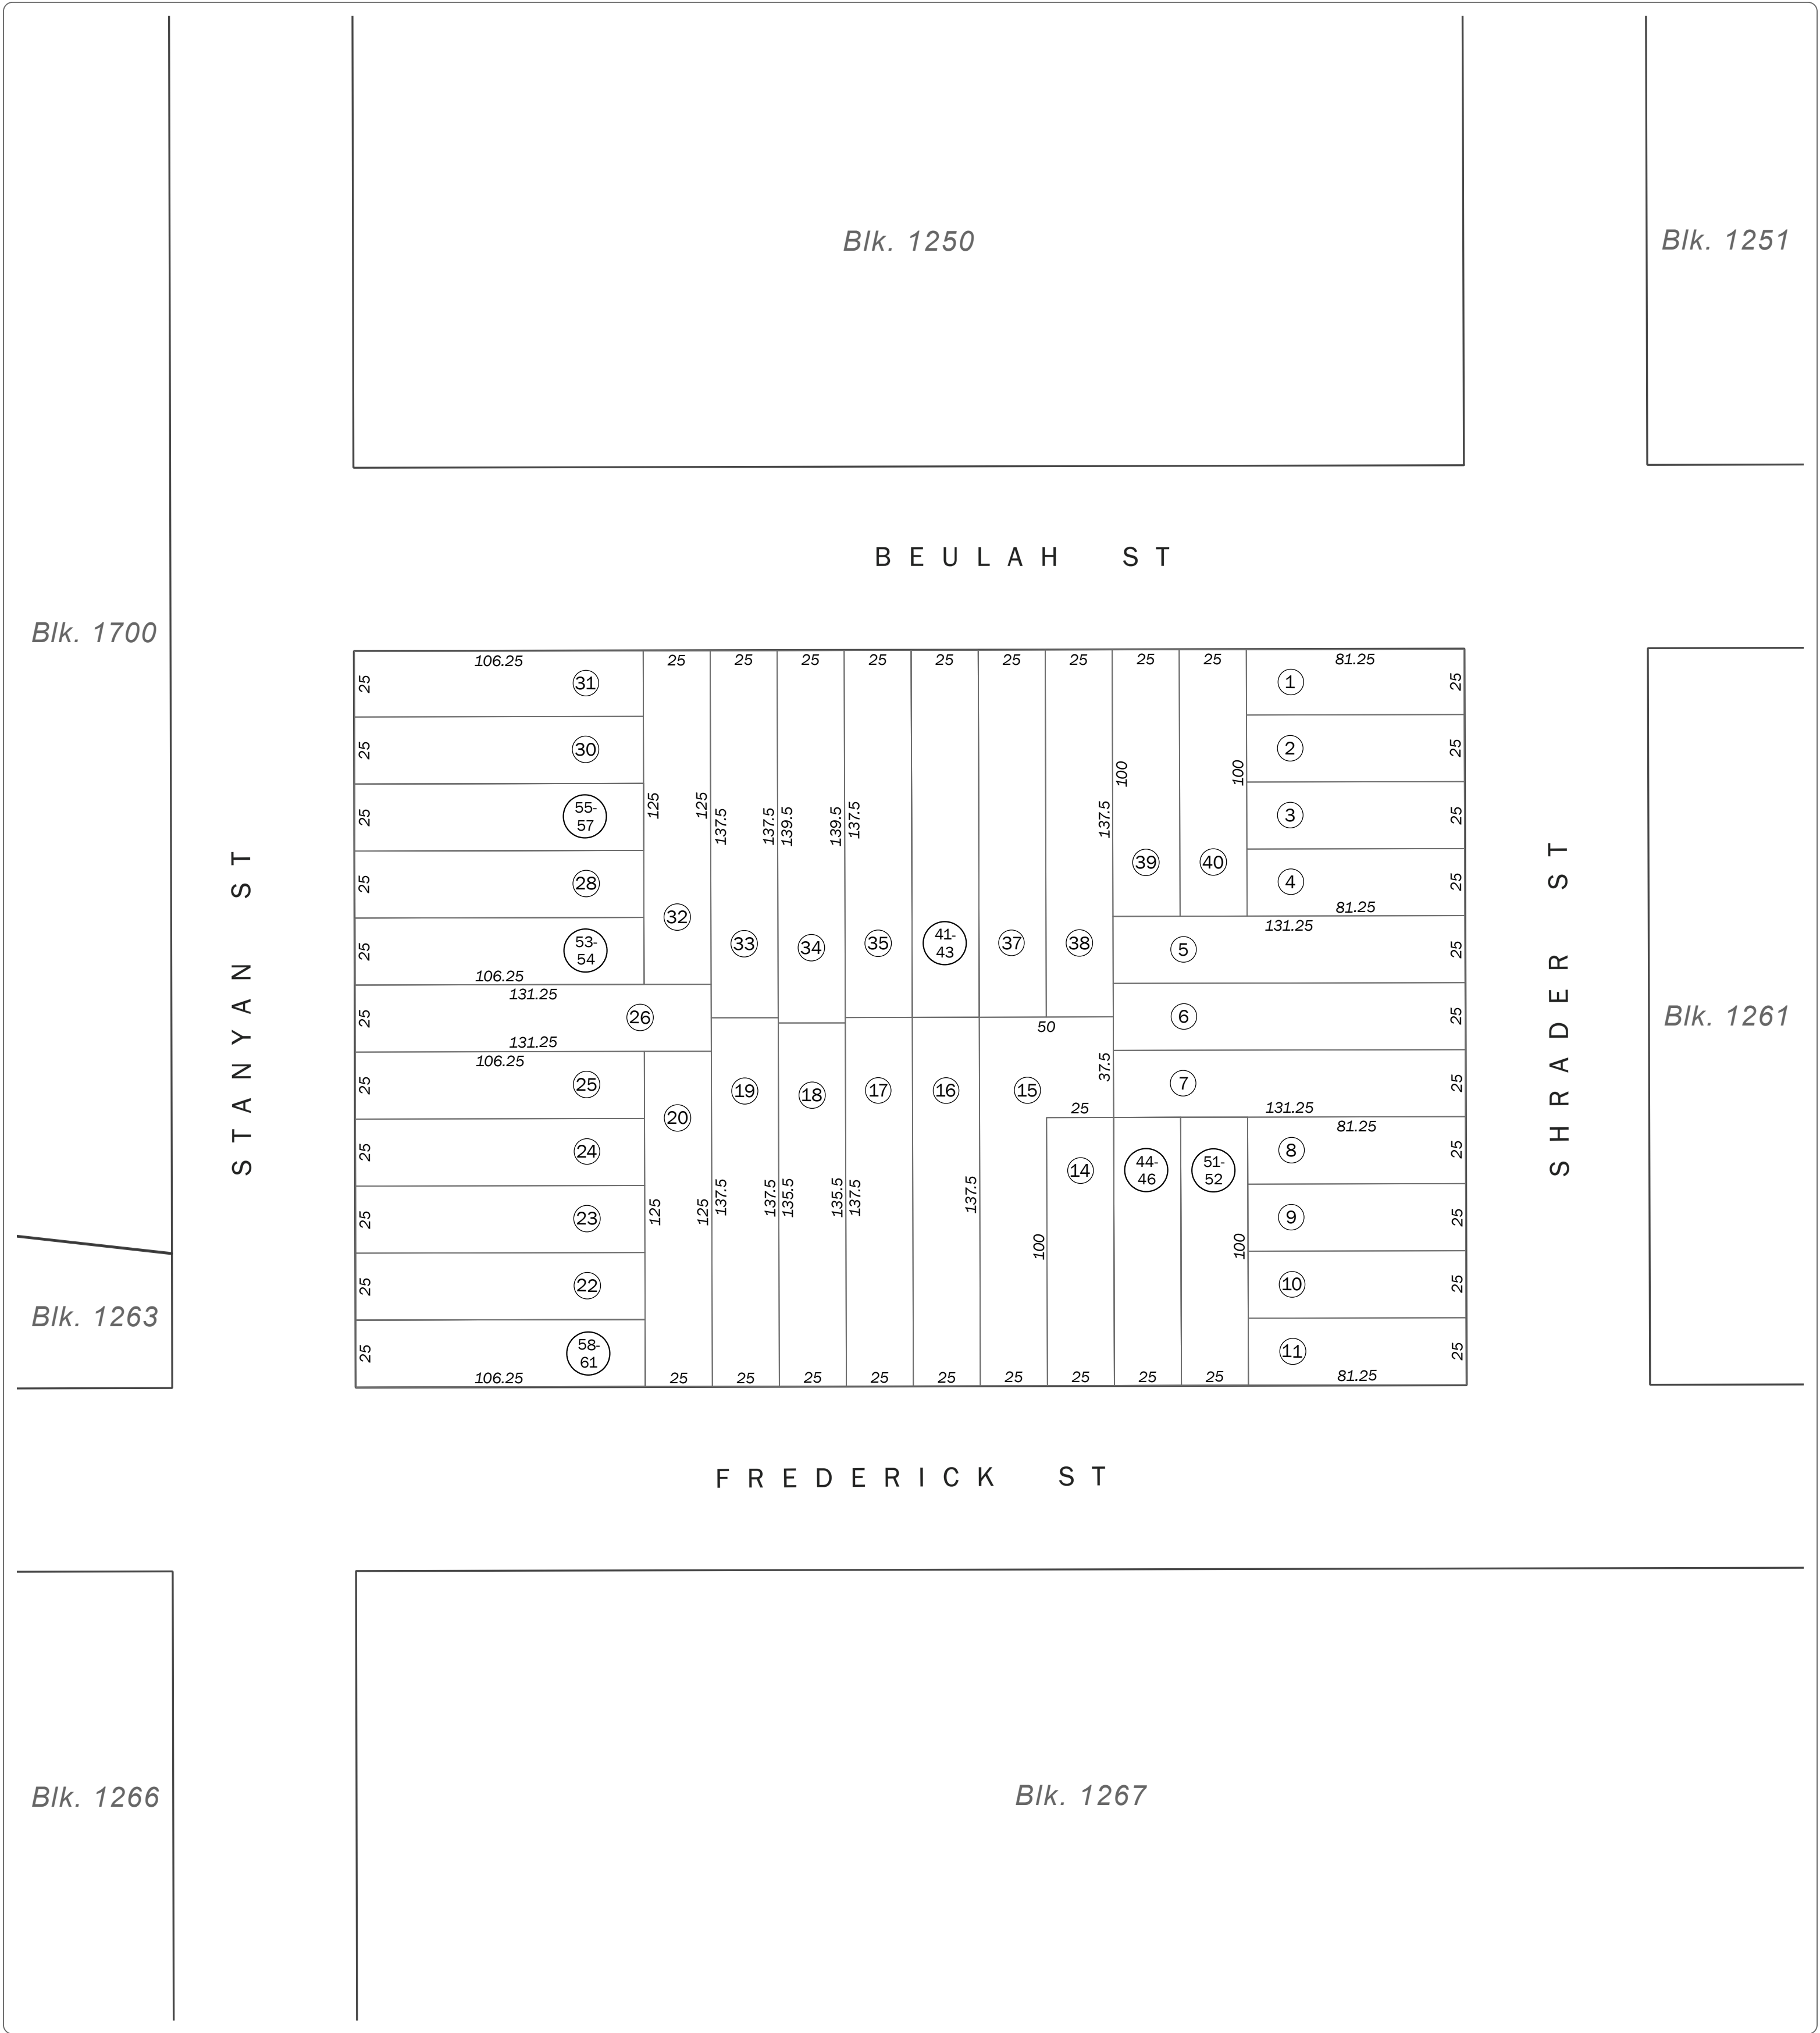 Blk. 1250
Blk. 1251
BEULAH ST
Blk. 1700
106.25 25 25 25 25 25 25 25 25 25 81.25
25 31 1 25
25 30 2 25
100 100
125 125 137.5 137.5 139.5 139.5 137.5 137.5
25 55-57 3 25
39 40
25 28 4 25
81.25
32
131.25
25 53-54 33 34 35 41-43 37 38 5 25
106.25
131.25
25 26 6 25
50
131.25
106.25
37.5
25 25 19 18 17 16 15 7 25
20
25 131.25
81.25
25 24 14 44-46 51-52 8 25
125 125 137.5 137.5 135.5 135.5 137.5 137.5
25 23 9 25
100 100
25 22 10 25
25 58-61 11 25
106.25 25 25 25 25 25 25 25 25 25 81.25
STANYAN ST
SHRADER ST
Blk. 1261
Blk. 1263
FREDERICK ST
Blk. 1266
Blk. 1267